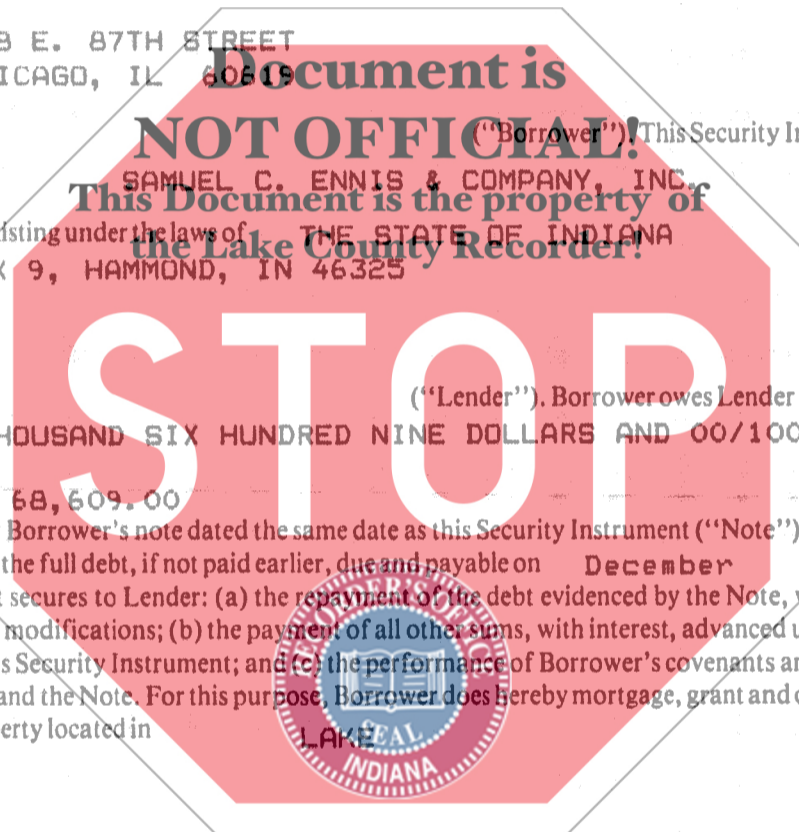 E. 87TH STREET
IL 60619
Document is
NOT OFFICIAL!
("Borrower"). This Security
SAMUEL C. ENNIS & COMPANY, INC.
This Document is the property of
under the laws of THE STATE OF INDIANA
the Lake County Recorder!
9, HAMMOND, IN 46325
STOP
("Lender"). Borrower owes Lender
SIX HUNDRED NINE DOLLARS AND 00/100
68,609.00
Borrower's note dated the same date as this Security Instrument ("Note")
the full debt, if not paid earlier, due and payable on December
secures to Lender: (a) the repayment of the debt evidenced by the Note,
modifications; (b) the payment of all other sums, with interest, advanced
Security Instrument; and (c) the performance of Borrower's covenants
and the Note. For this purpose, Borrower does hereby mortgage, grant and
located in
LAKE
RECORDER'S OFFICE
SEAL
INDIANA